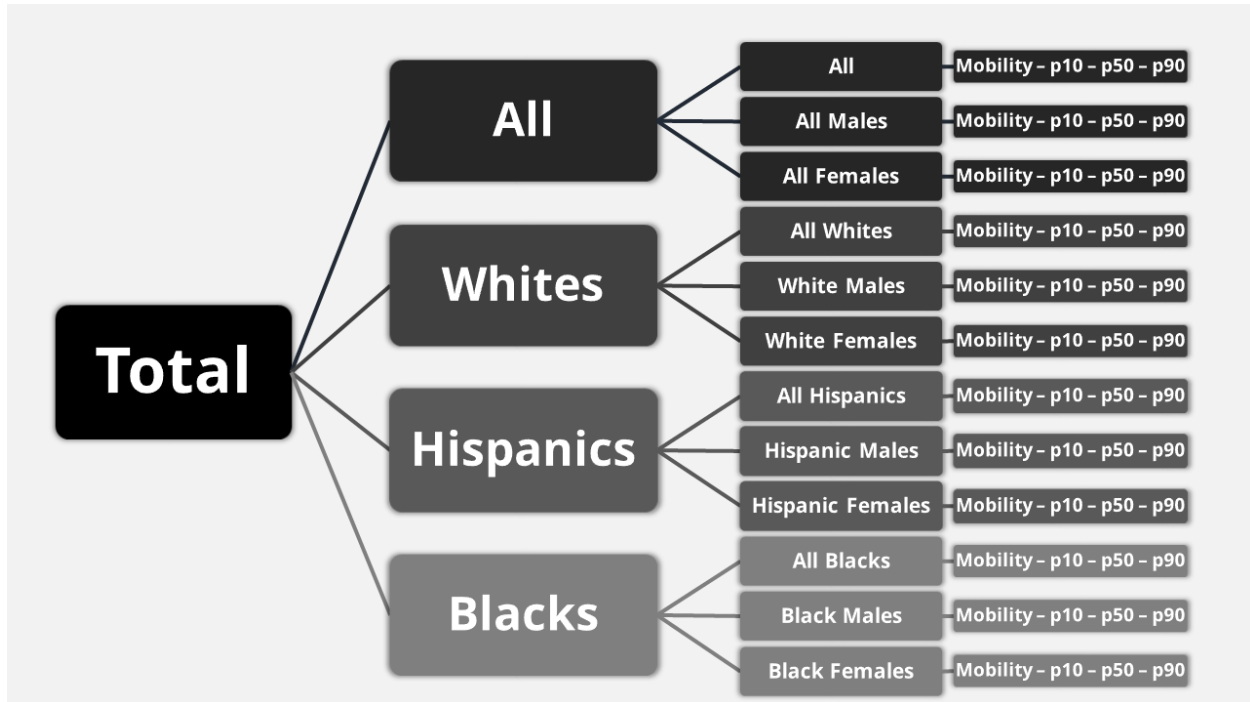 Total
All
All
Mobility – p10 – p50 – p90
All Males
Mobility – p10 – p50 – p90
All Females
Mobility – p10 – p50 – p90
Whites
All Whites
Mobility – p10 – p50 – p90
White Males
Mobility – p10 – p50 – p90
White Females
Mobility – p10 – p50 – p90
Hispanics
All Hispanics
Mobility – p10 – p50 – p90
Hispanic Males
Mobility – p10 – p50 – p90
Hispanic Females
Mobility – p10 – p50 – p90
Blacks
All Blacks
Mobility – p10 – p50 – p90
Black Males
Mobility – p10 – p50 – p90
Black Females
Mobility – p10 – p50 – p90